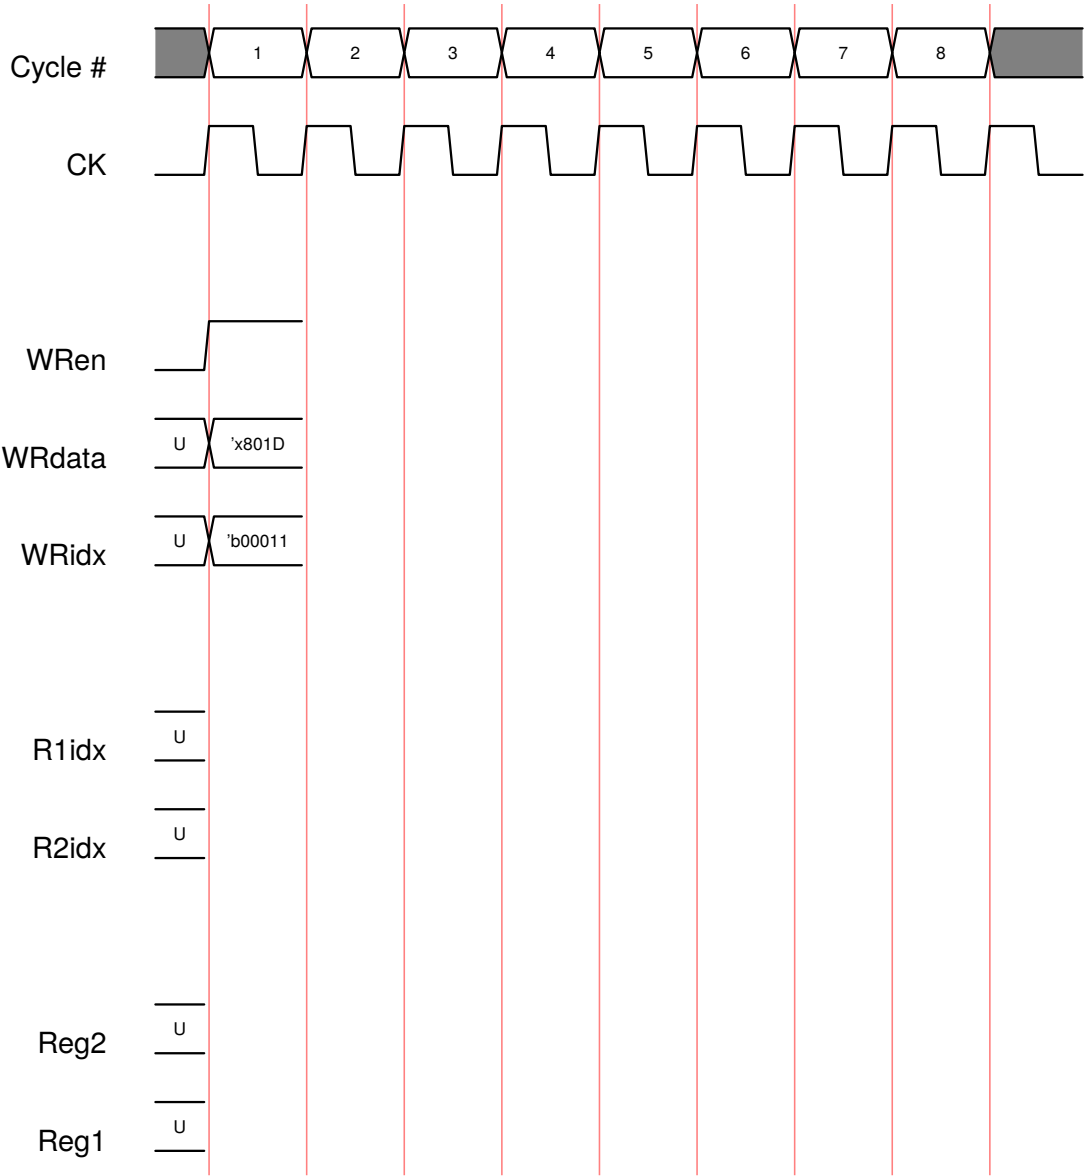 Cycle # 1 2 3 4 5 6 7 8
CK
WRen
WRdata U 'x801D
WRidx U 'b00011
R1idx U
R2idx U
Reg2 U
Reg1 U